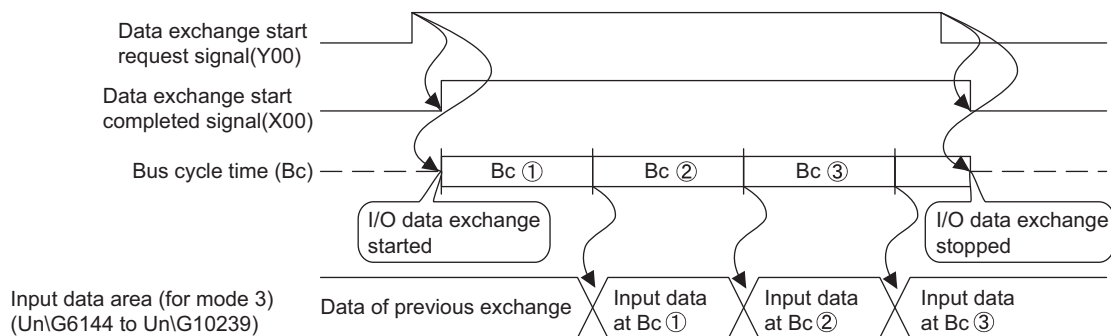 Data exchange start
request signal(Y00)
Data exchange start
completed signal(X00)
Bus cycle time (Bc)
Bc ①
Bc ②
Bc ③
I/O data exchange
started
I/O data exchange
stopped
Input data area (for mode 3)
(Un\G6144 to Un\G10239)
Data of previous exchange
Input data
at Bc ①
Input data
at Bc ②
Input data
at Bc ③